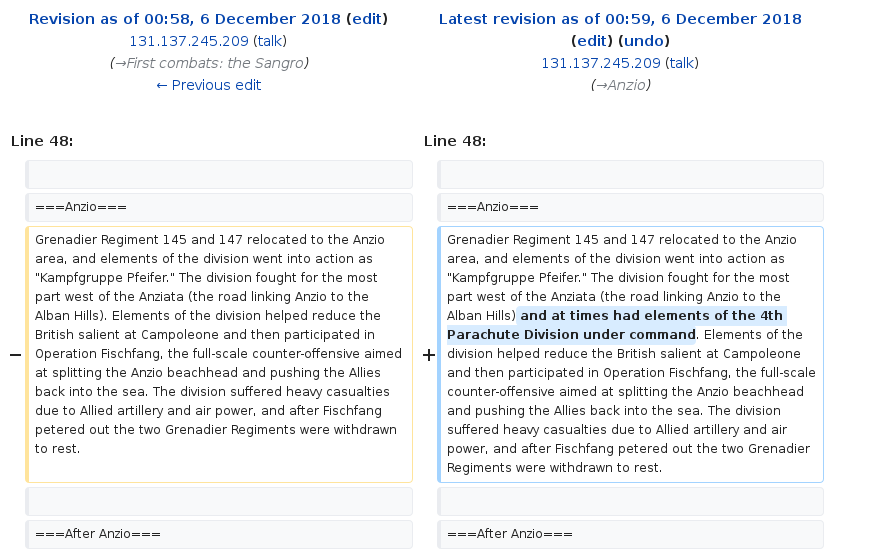 Revision as of 00:58, 6 December 2018 (edit)
131.137.245.209 (talk)
(→First combats: the Sangro)
← Previous edit
Latest revision as of 00:59, 6 December 2018
(edit) (undo)
131.137.245.209 (talk)
(→Anzio)
Line 48:
Line 48:
===Anzio===
===Anzio===
−
Grenadier Regiment 145 and 147 relocated to the Anzio
area, and elements of the division went into action as
"Kampfgruppe Pfeifer." The division fought for the most
part west of the Anziata (the road linking Anzio to the
Alban Hills). Elements of the division helped reduce the
British salient at Campoleone and then participated in
Operation Fischfang, the full-scale counter-offensive aimed
at splitting the Anzio beachhead and pushing the Allies
back into the sea. The division suffered heavy casualties
due to Allied artillery and air power, and after Fischfang
petered out the two Grenadier Regiments were withdrawn
to rest.
+
Grenadier Regiment 145 and 147 relocated to the Anzio
area, and elements of the division went into action as
"Kampfgruppe Pfeifer." The division fought for the most
part west of the Anziata (the road linking Anzio to the
Alban Hills) and at times had elements of the 4th
Parachute Division under command. Elements of the
division helped reduce the British salient at Campoleone
and then participated in Operation Fischfang, the full-scale
counter-offensive aimed at splitting the Anzio beachhead
and pushing the Allies back into the sea. The division
suffered heavy casualties due to Allied artillery and air
power, and after Fischfang petered out the two Grenadier
Regiments were withdrawn to rest.
===After Anzio===
===After Anzio===